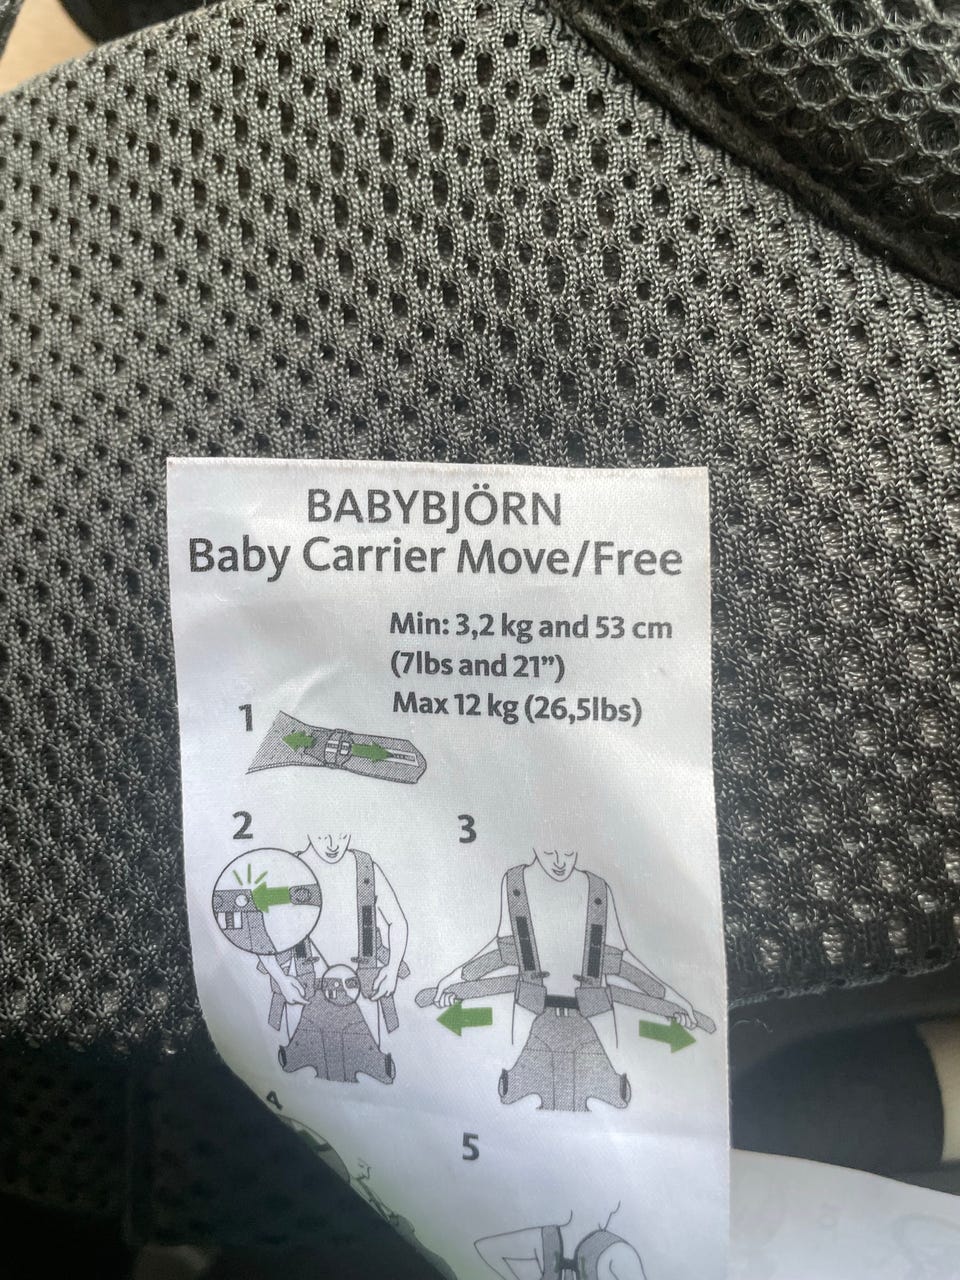 BABYBJÖRN
Baby Carrier Move/Free
Min: 3,2 kg and 53 cm
(7lbs and 21”)
Max 12 kg (26,5lbs)
1
2
3
4
5